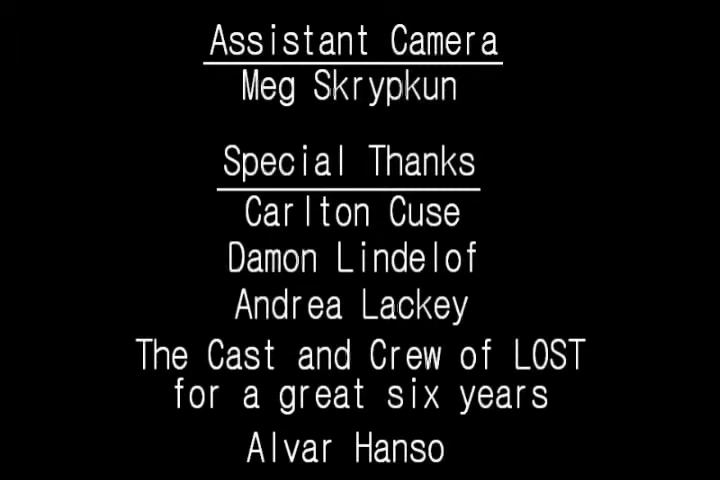 Assistant Camera
Meg Skrypkun
Special Thanks
Carlton Cuse
Damon Lindelof
Andrea Lackey
The Cast and Crew of LOST
for a great six years
Alvar Hanso